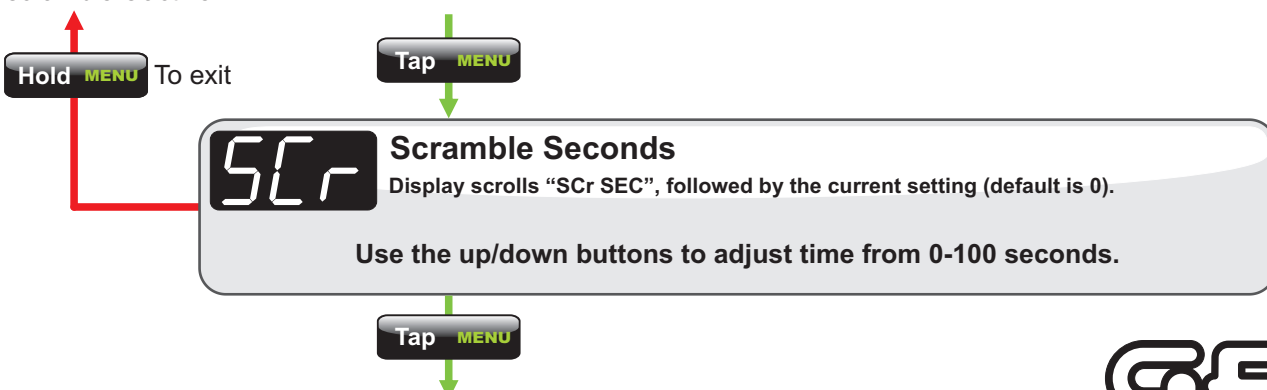 Hold MENU To exit
Tap MENU
SCr
Scramble Seconds
Display scrolls “SCr SEC”, followed by the current setting (default is 0).
Use the up/down buttons to adjust time from 0-100 seconds.
Tap MENU